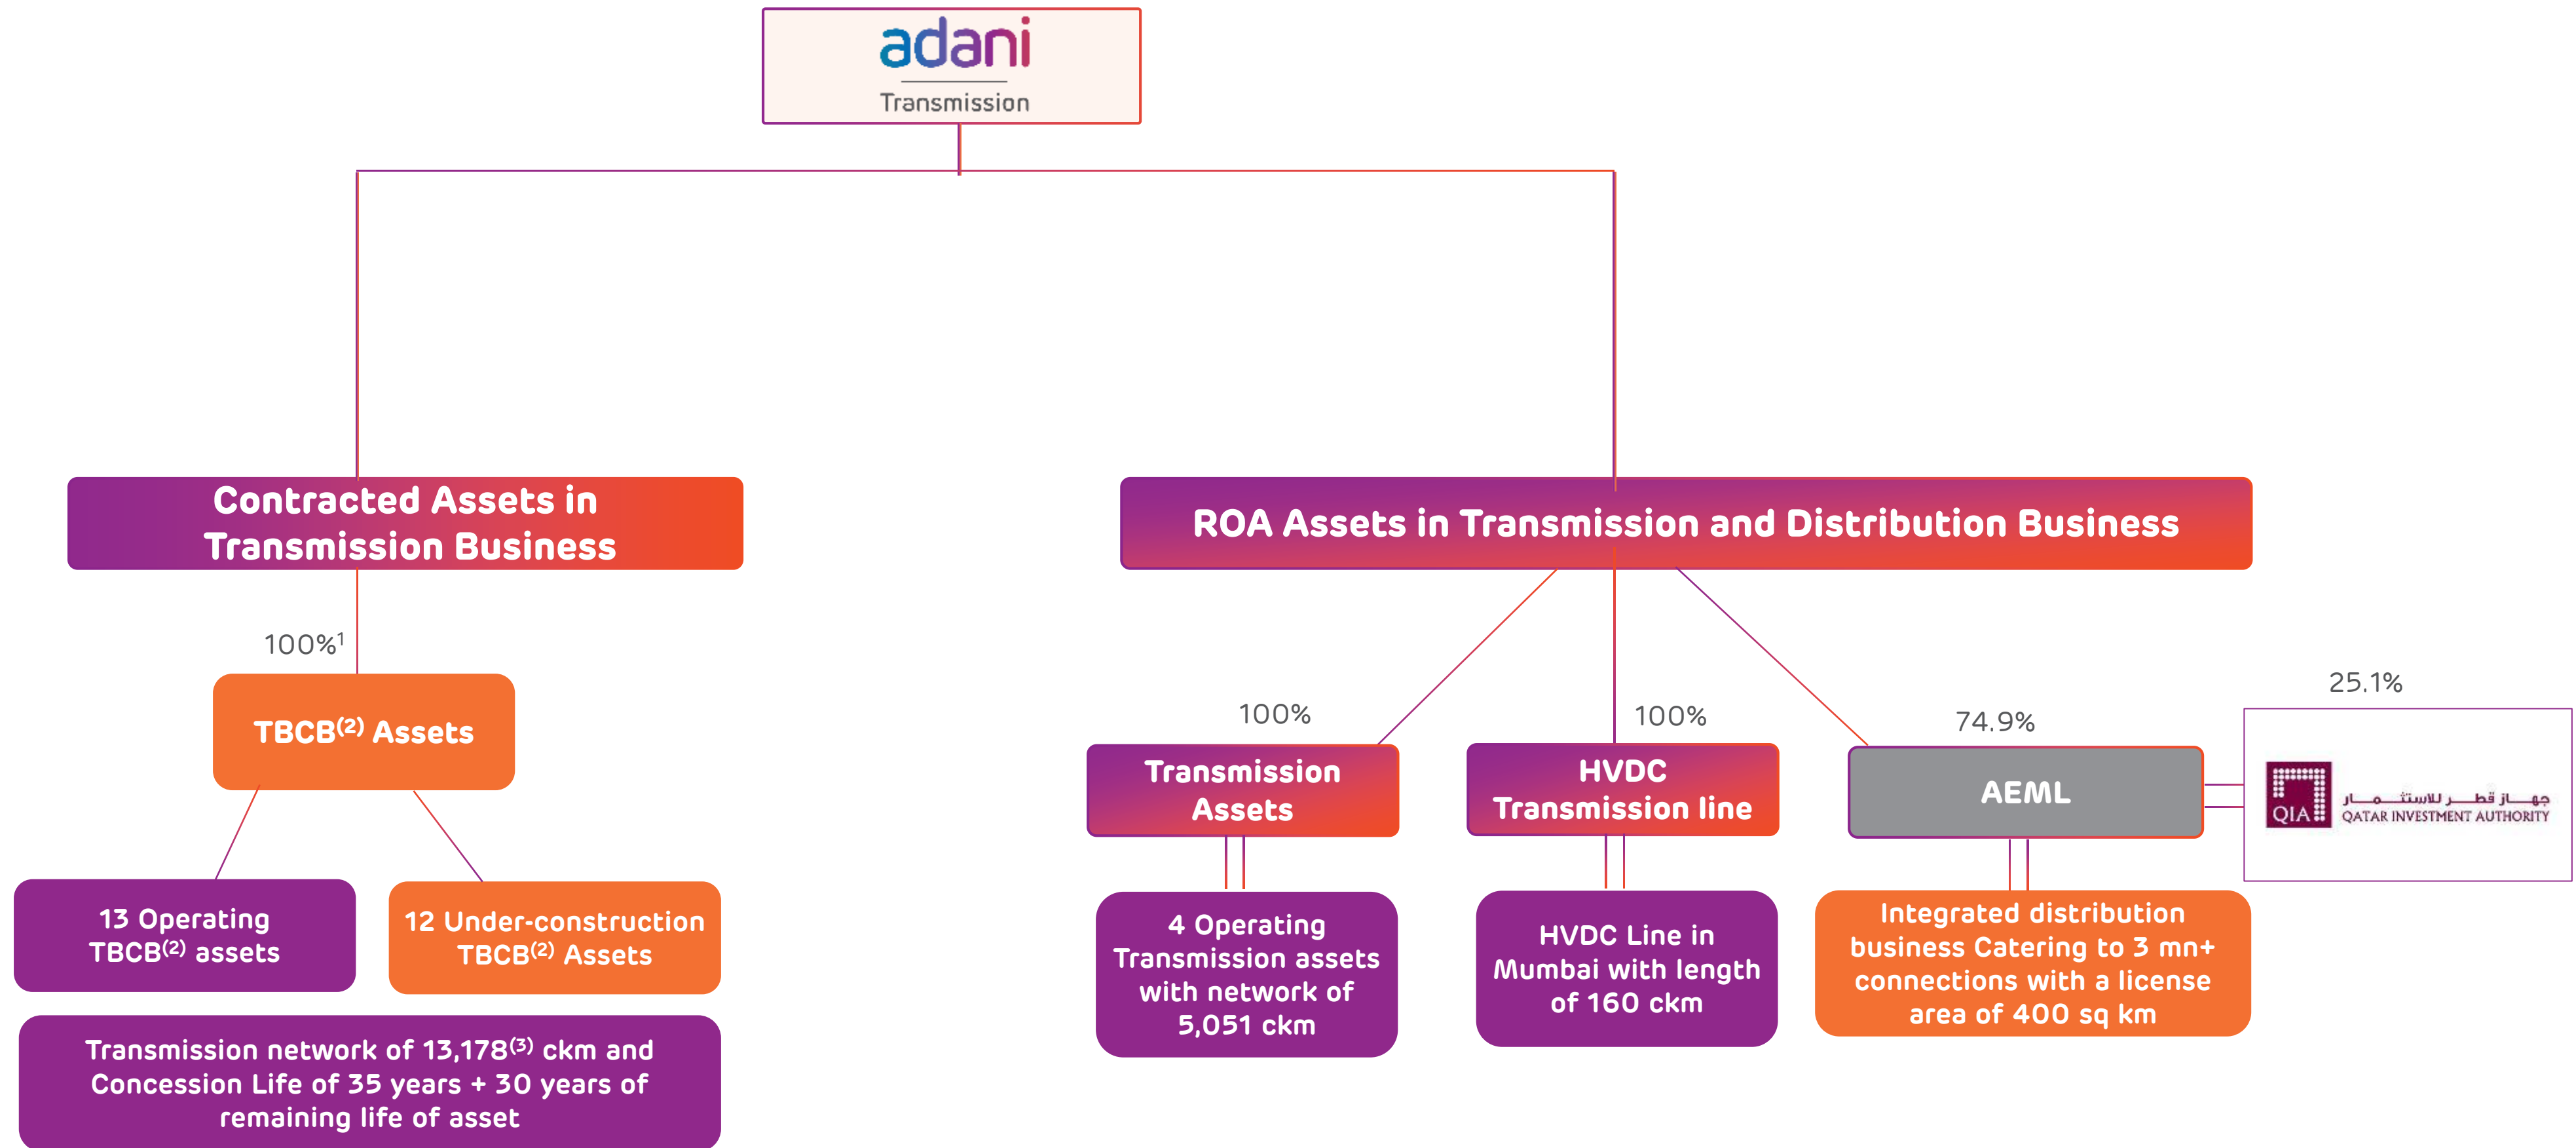 adani
Transmission
Contracted Assets in
Transmission Business
ROA Assets in Transmission and Distribution Business
100%¹
TBCB⁽²⁾ Assets
13 Operating
TBCB⁽²⁾ assets
12 Under-construction
TBCB⁽²⁾ Assets
Transmission network of 13,178⁽³⁾ ckm and
Concession Life of 35 years + 30 years of
remaining life of asset
100%
Transmission
Assets
4 Operating
Transmission assets
with network of
5,051 ckm
100%
HVDC
Transmission line
HVDC Line in
Mumbai with length
of 160 ckm
74.9%
AEML
Integrated distribution
business Catering to 3 mn+
connections with a license
area of 400 sq km
25.1%
QIA
جهـــاز قطـــر للاستثـــمـــار
QATAR INVESTMENT AUTHORITY